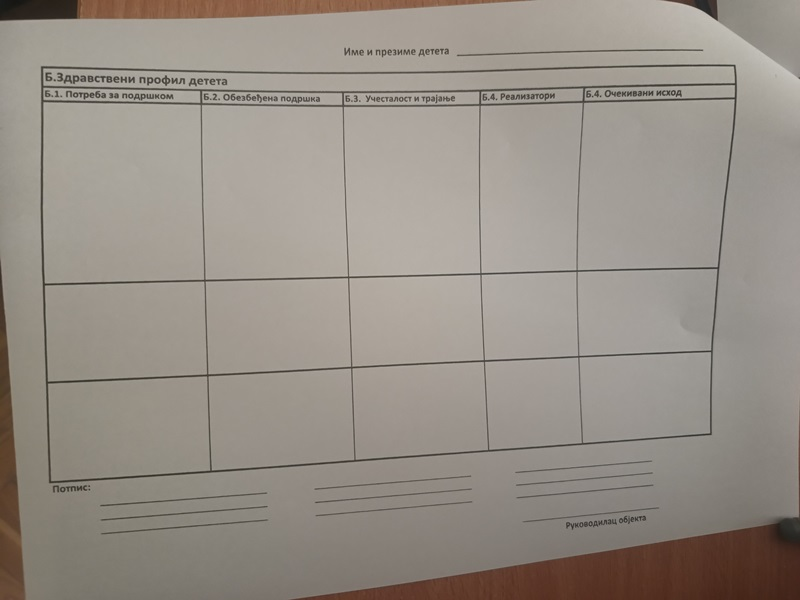 Име и презиме детета
Б.Здравствени профил детета
Б.1. Потреба за подршком Б.2. Обезбеђена подршка Б.3. Учесталост и трајање Б.4. Реализатори Б.4. Очекивани исход
Потпис:
Руководилац објекта